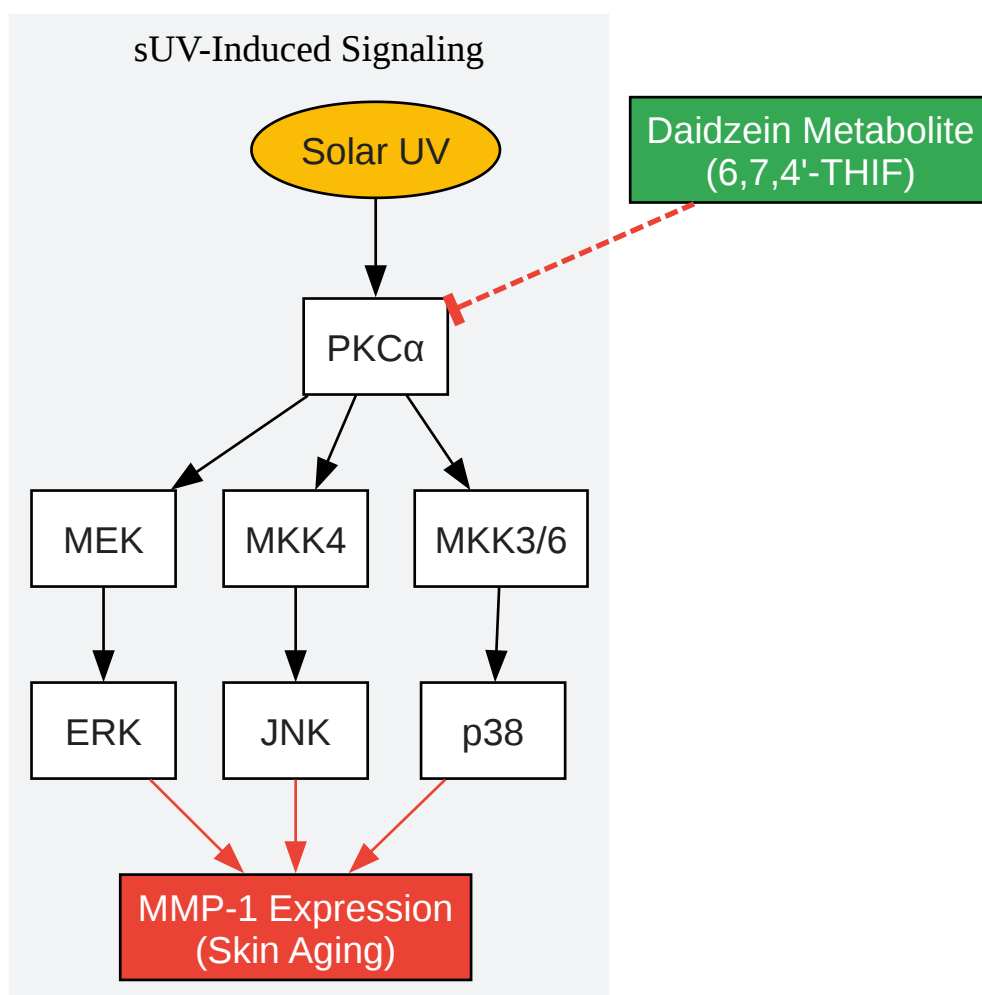 sUV-Induced Signaling
Solar UV
Daidzein Metabolite
(6,7,4'-THIF)
PKCα
MEK
MKK4
MKK3/6
ERK
JNK
p38
MMP-1 Expression
(Skin Aging)